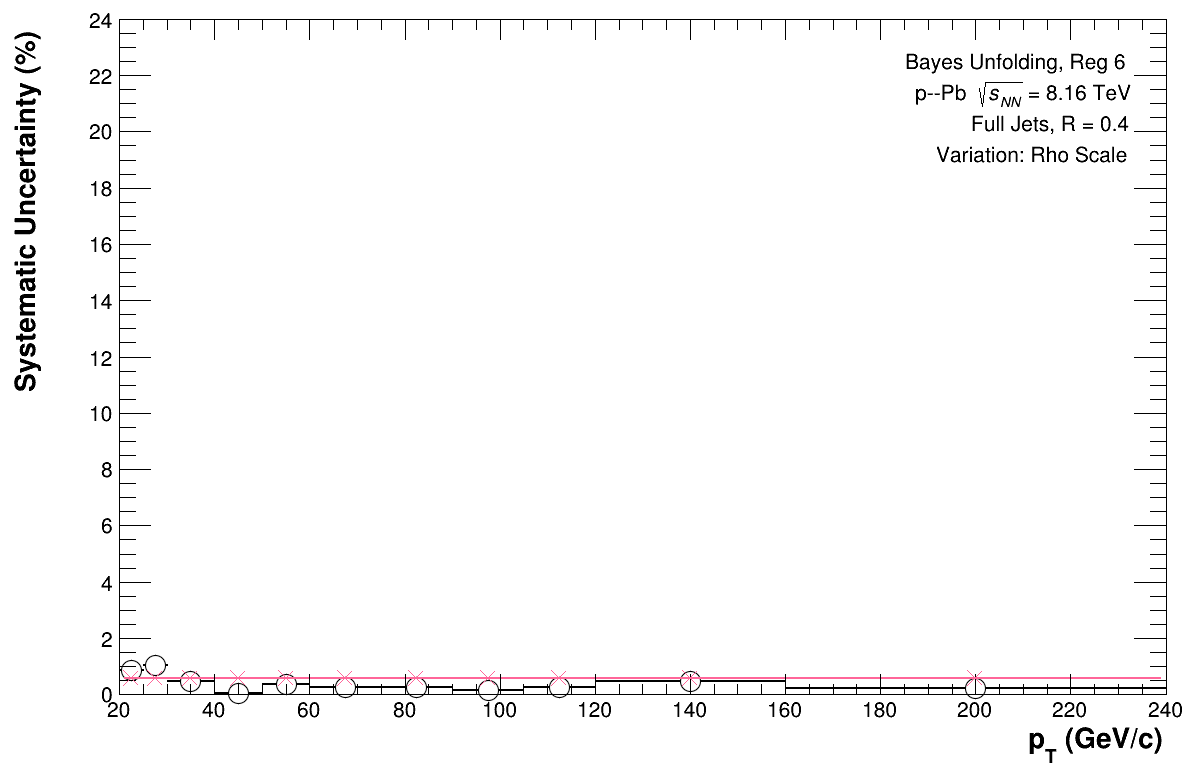 Systematic Uncertainty (%)
24
22
20
18
16
14
12
10
8
6
4
2
0
Bayes Unfolding, Reg 6
p--Pb √sNN = 8.16 TeV
Full Jets, R = 0.4
Variation: Rho Scale
20 40 60 80 100 120 140 160 180 200 220 240
pT (GeV/c)